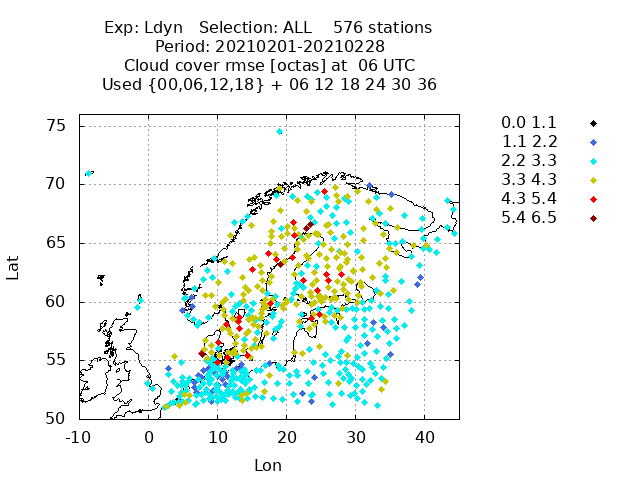 Exp: Ldyn Selection: ALL 576 stations
Period: 20210201-20210228
Cloud cover rmse [octas] at 06 UTC
Used {00,06,12,18} + 06 12 18 24 30 36
0.0 1.1
1.1 2.2
2.2 3.3
3.3 4.3
4.3 5.4
5.4 6.5
75
70
65
60
55
50
Lat
-10 0 10 20 30 40
Lon